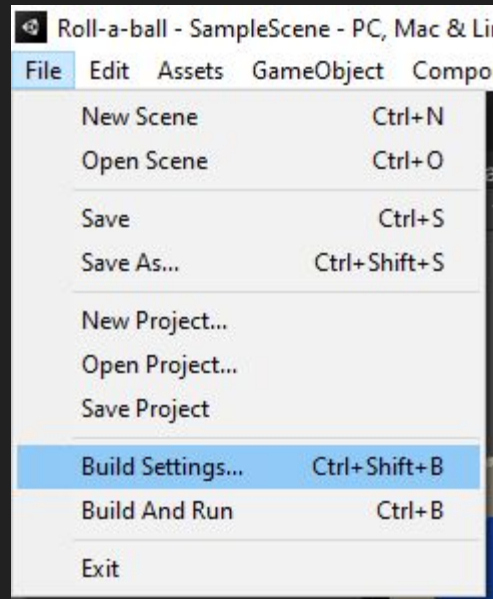 Roll-a-ball - SampleScene - PC, Mac &
File Edit Assets GameObject Compo
New Scene Ctrl+N
Open Scene Ctrl+O
Save Ctrl+S
Save As... Ctrl+Shift+S
New Project...
Open Project...
Save Project
Build Settings... Ctrl+Shift+B
Build And Run Ctrl+B
Exit